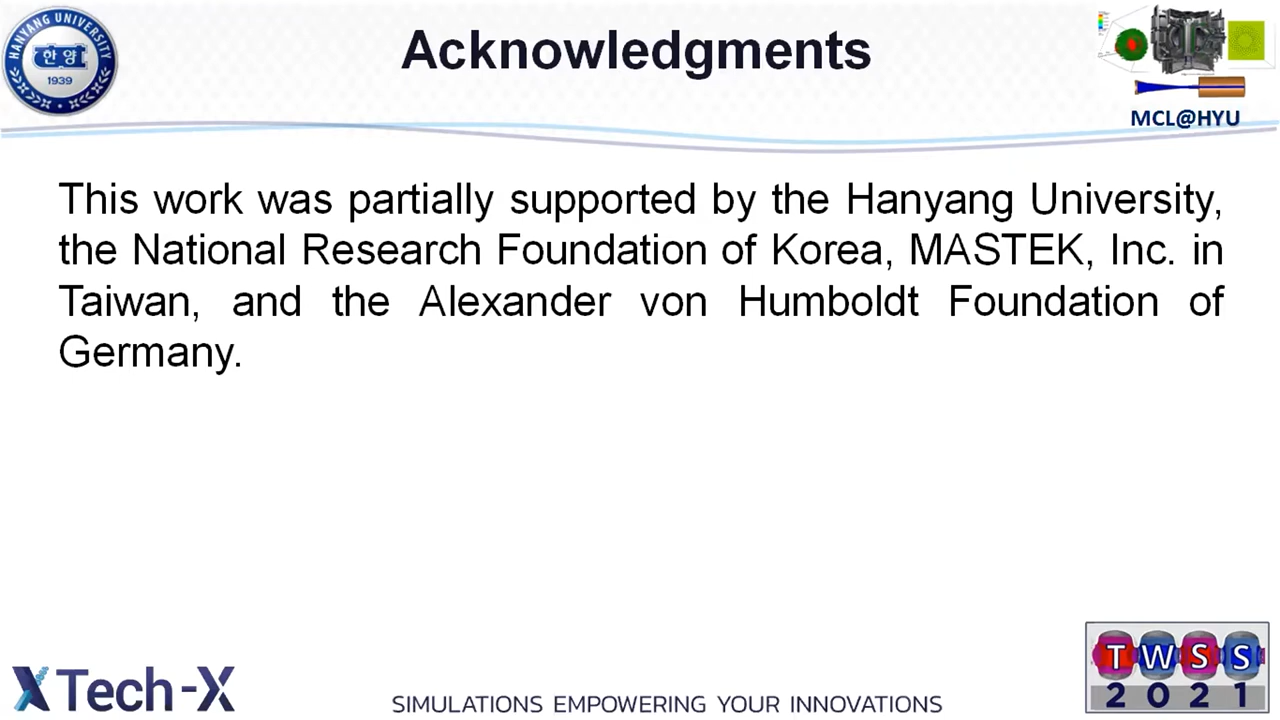 HANYANG UNIVERSITY
한양
1939
Acknowledgments
MCL@HYU
This work was partially supported by the Hanyang University,
the National Research Foundation of Korea, MASTEK, Inc. in
Taiwan, and the Alexander von Humboldt Foundation of
Germany.
Tech-X
SIMULATIONS EMPOWERING YOUR INNOVATIONS
TWSS
2021